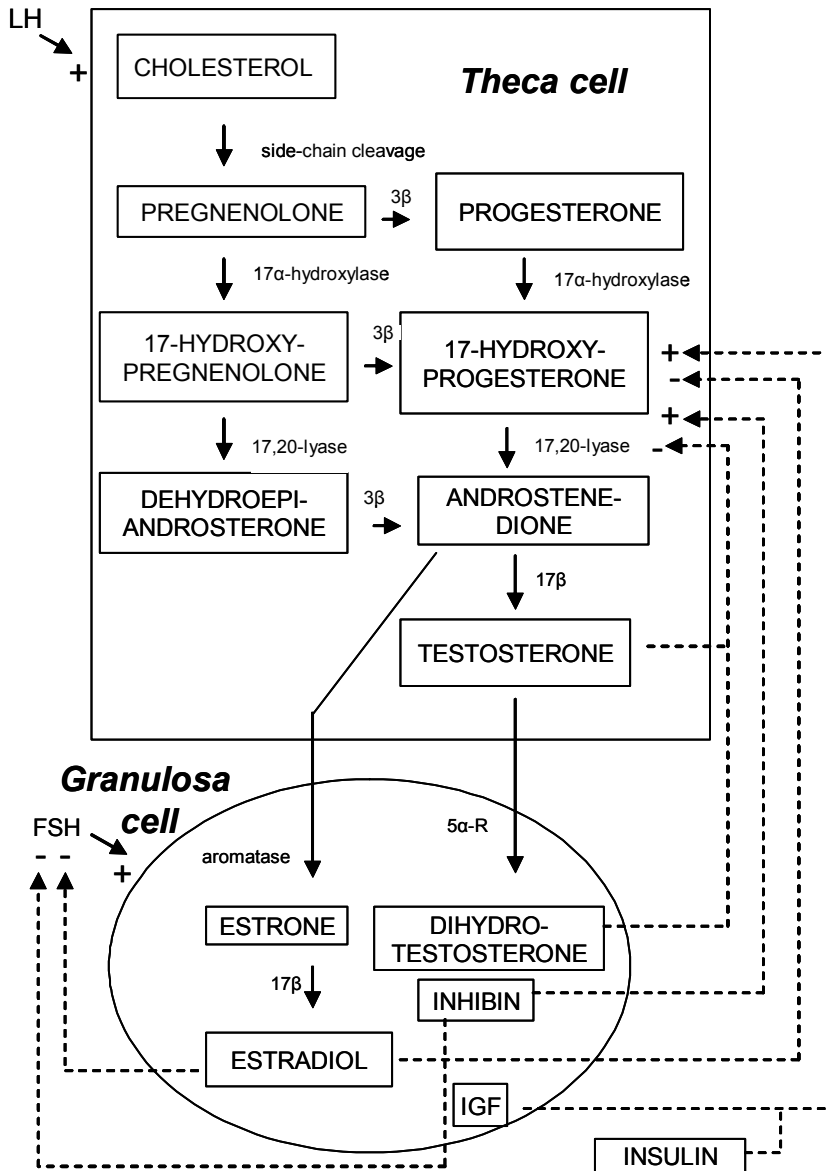 LH
+
CHOLESTEROL
Theca cell
side-chain cleavage
PREGNENOLONE
3β
PROGESTERONE
17α-hydroxylase
17α-hydroxylase
17-HYDROXY-
PREGNENOLONE
3β
17-HYDROXY-
PROGESTERONE
+
-
+
-
17,20-lyase
17,20-lyase
DEHYDROEPI-
ANDROSTERONE
3β
ANDROSTENE-
DIONE
17β
TESTOSTERONE
Granulosa
cell
FSH
- -
+
aromatase
5α-R
ESTRONE
DIHYDRO-
TESTOSTERONE
17β
INHIBIN
ESTRADIOL
IGF
INSULIN